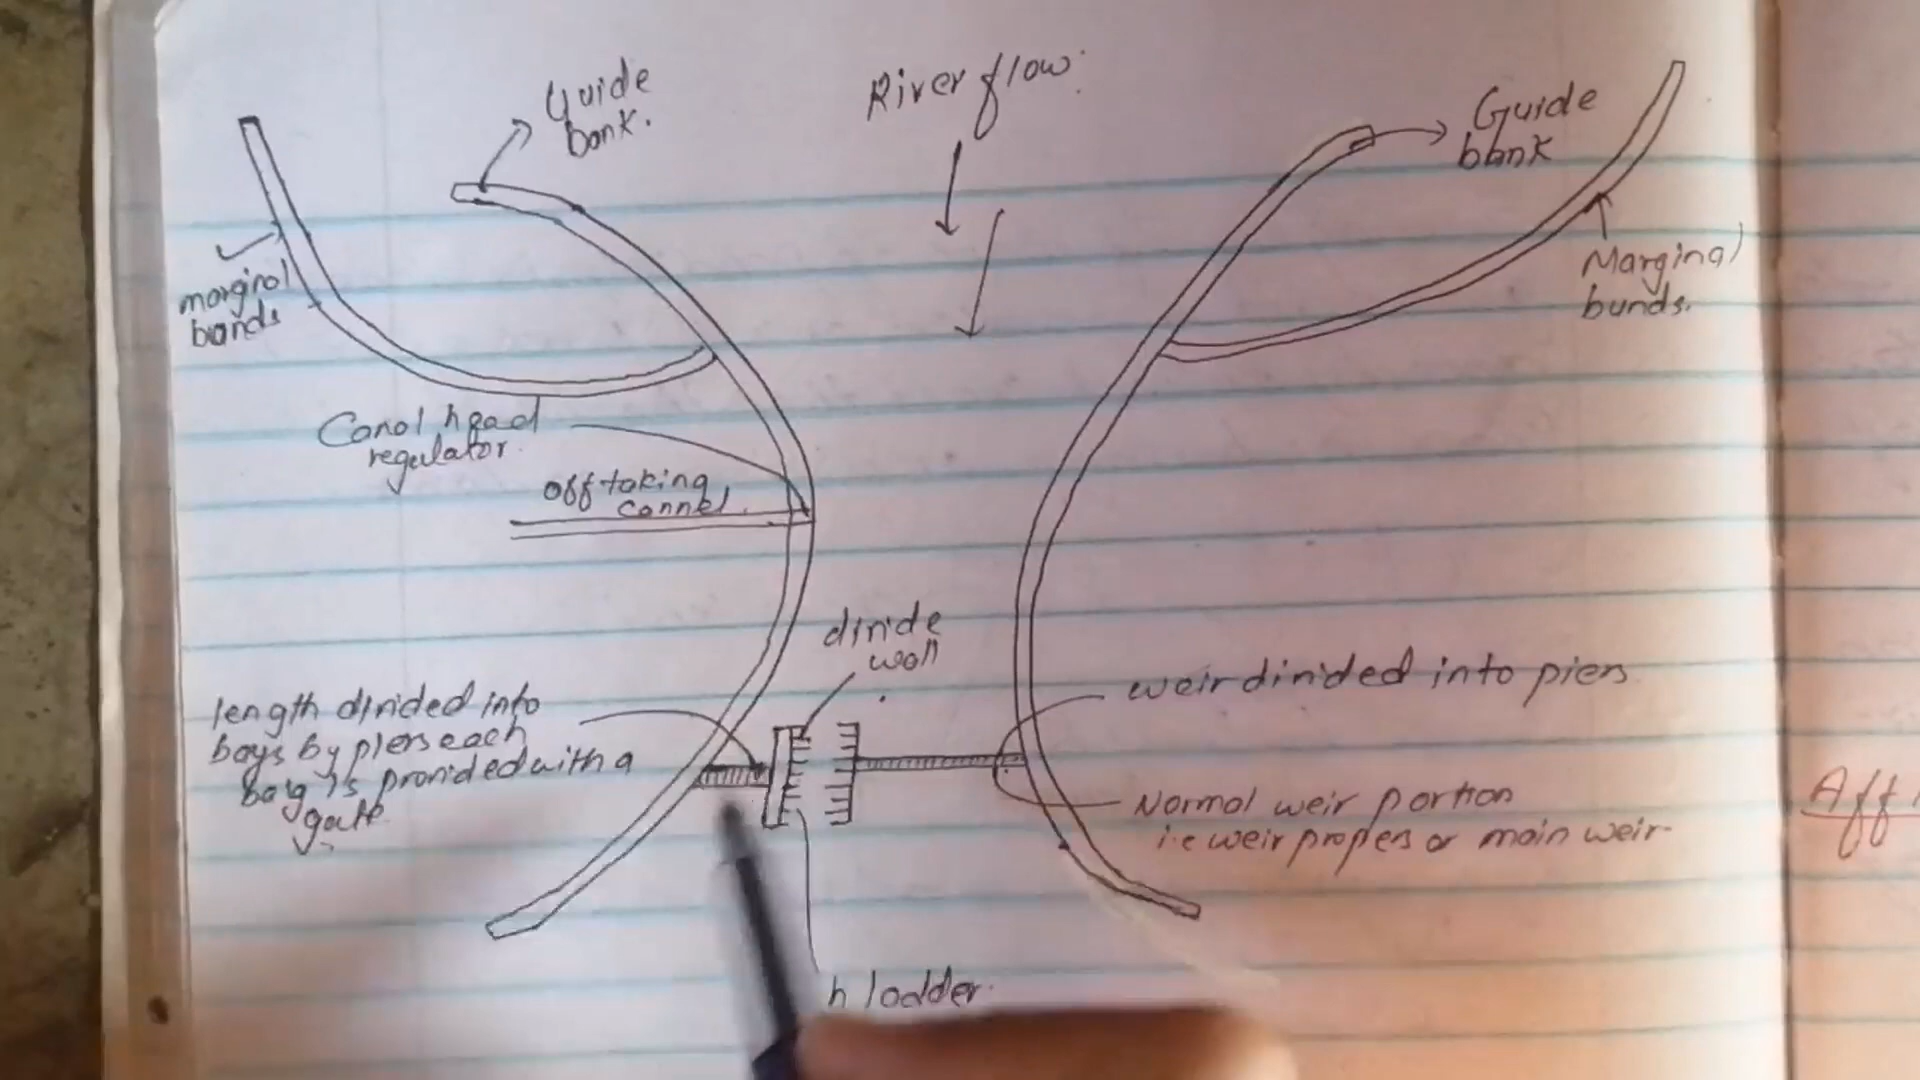 Guide
bank.
River flow
Guide
bank
marginal
bands
Marginal
bunds.
Canal head
regulator.
off taking
cannel.
divide
wall
length divided into
bays by piers each
bay is provided with a
gate
weir divided into piers
Normal weir portion
i.e weir propers or main weir
h ladder.
Aff